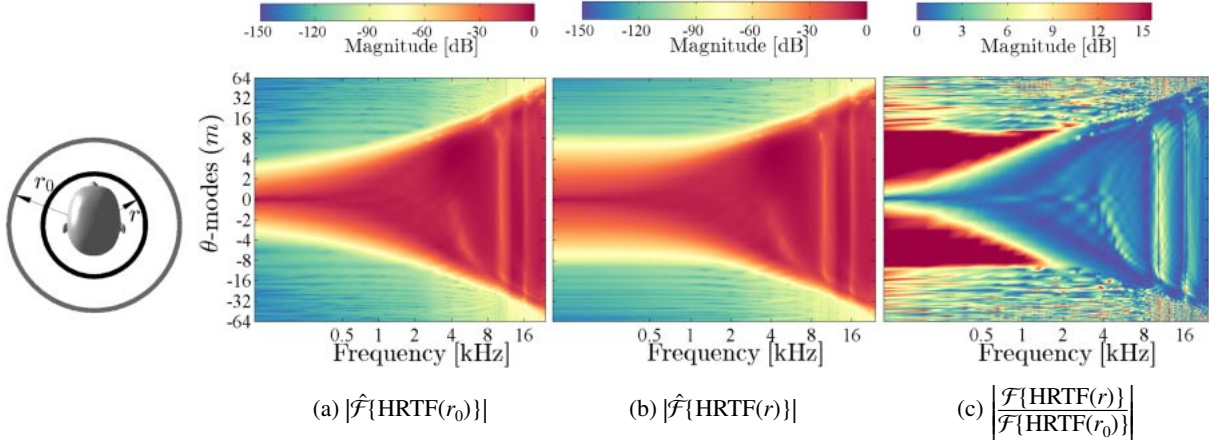 -150 -120 -90 -60 -30 0
Magnitude [dB]
-150 -120 -90 -60 -30 0
Magnitude [dB]
0 3 6 9 12 15
Magnitude [dB]
r₀
r
θ-modes (m)
64
32
16
8
4
2
0
-2
-4
-8
-16
-32
-64
0.5 1 2 4 8 16
Frequency [kHz]
0.5 1 2 4 8 16
Frequency [kHz]
0.5 1 2 4 8 16
Frequency [kHz]
(a) |𝓕̂{HRTF(r₀)}|
(b) |𝓕̂{HRTF(r)}|
(c) |𝓕{HRTF(r)} / 𝓕{HRTF(r₀)}|